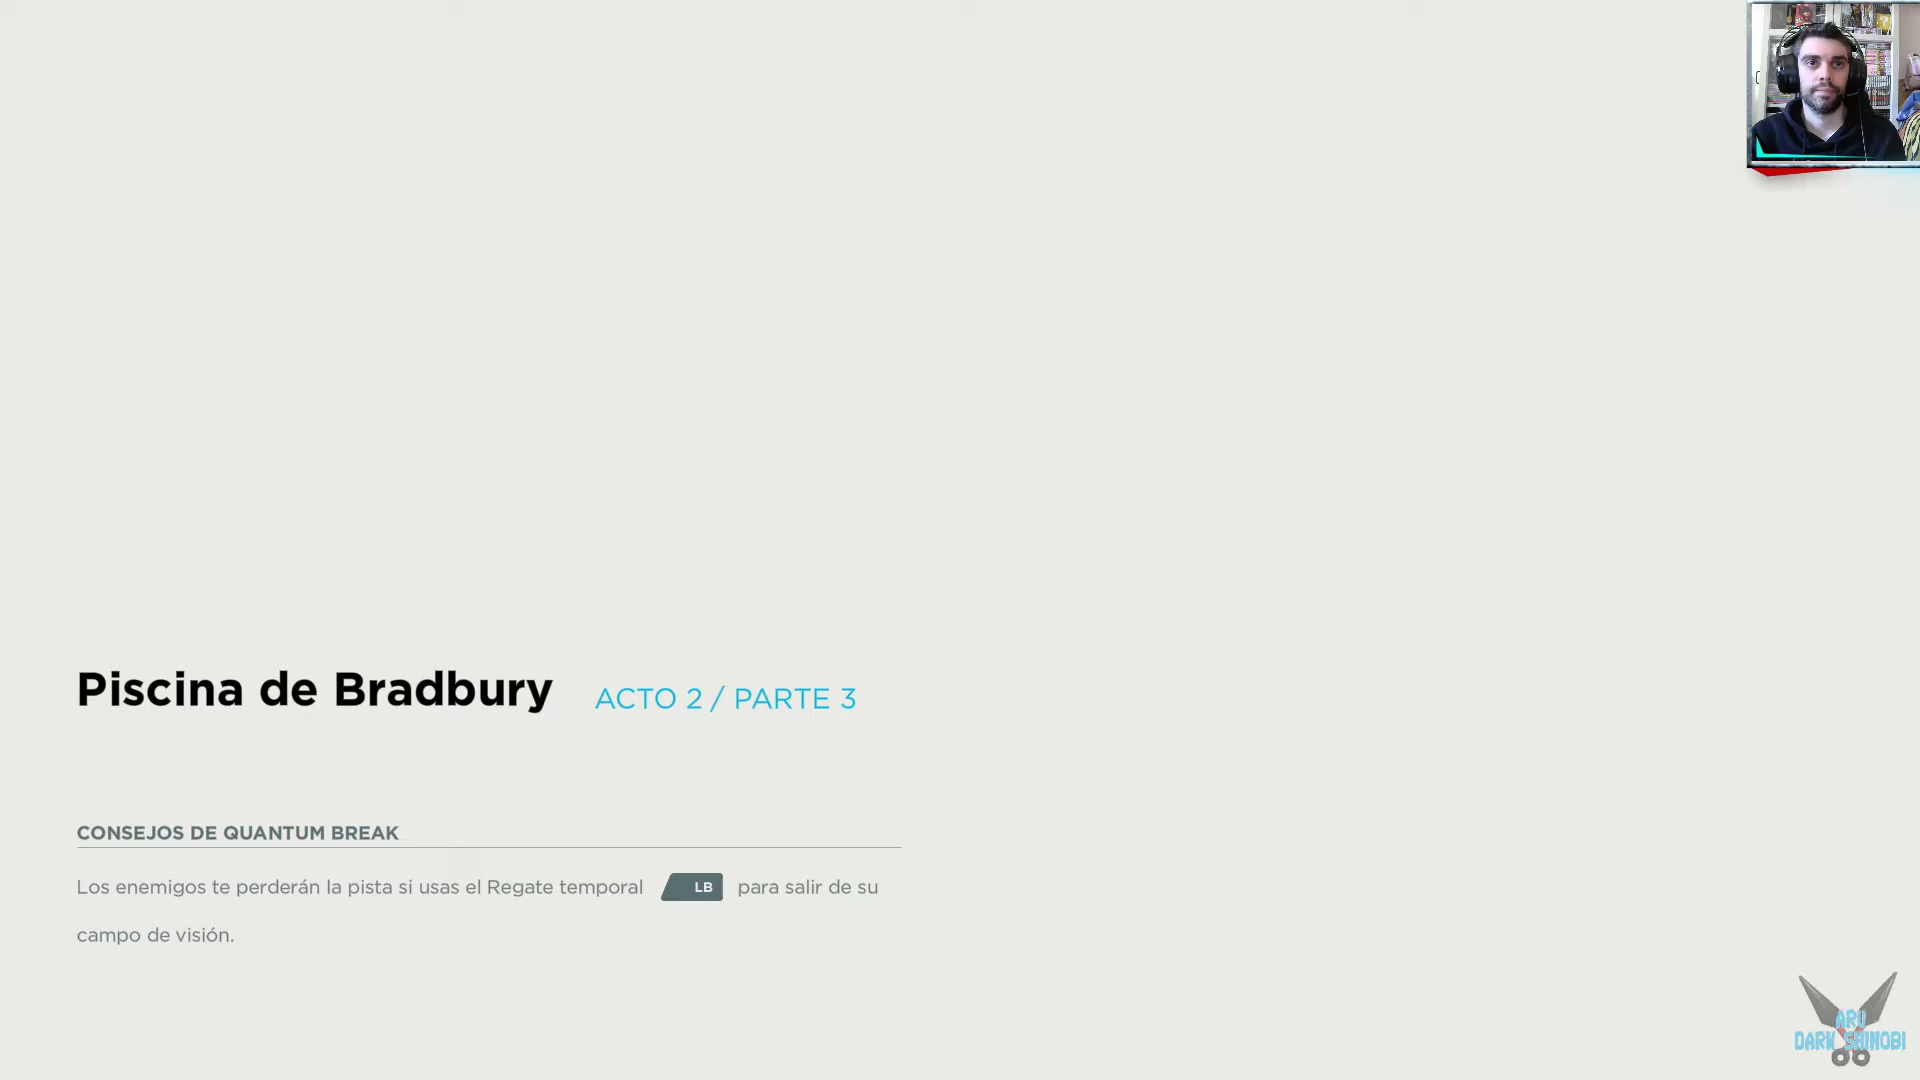 Piscina de Bradbury ACTO 2 / PARTE 3
CONSEJOS DE QUANTUM BREAK
Los enemigos te perderán la pista si usas el Regate temporal LB para salir de su
campo de visión.
ARU
DARK SHINOBI